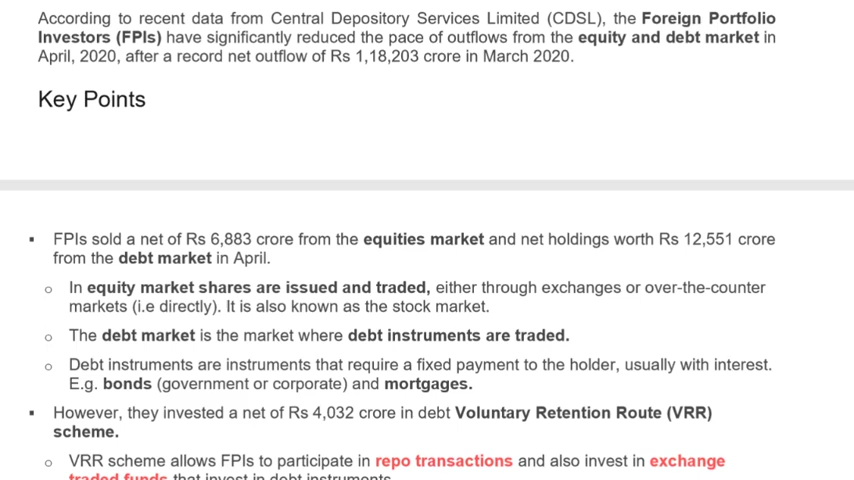 According to recent data from Central Depository Services Limited (CDSL), the Foreign Portfolio
Investors (FPIs) have significantly reduced the pace of outflows from the equity and debt market in
April, 2020, after a record net outflow of Rs 1,18,203 crore in March 2020.
Key Points
▪ FPIs sold a net of Rs 6,883 crore from the equities market and net holdings worth Rs 12,551 crore
from the debt market in April.
o In equity market shares are issued and traded, either through exchanges or over-the-counter
markets (i.e directly). It is also known as the stock market.
o The debt market is the market where debt instruments are traded.
o Debt instruments are instruments that require a fixed payment to the holder, usually with interest.
E.g. bonds (government or corporate) and mortgages.
▪ However, they invested a net of Rs 4,032 crore in debt Voluntary Retention Route (VRR)
scheme.
o VRR scheme allows FPIs to participate in repo transactions and also invest in exchange
traded funds that invest in debt instruments.